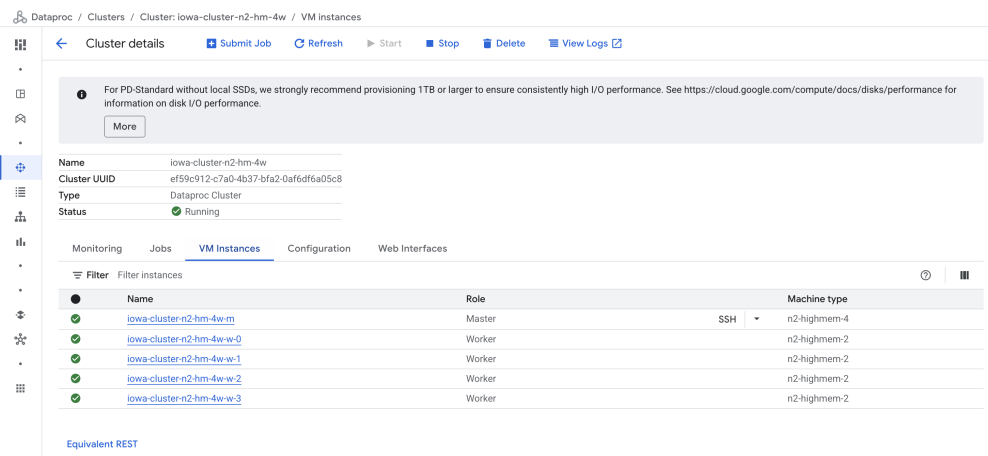 Dataproc / Clusters / Cluster: iowa-cluster-n2-hm-4w / VM instances
Cluster details Submit Job Refresh Start Stop Delete View Logs
For PD-Standard without local SSDs, we strongly recommend provisioning 1TB or larger to ensure consistently high I/O performance. See https://cloud.google.com/compute/docs/disks/performance for
information on disk I/O performance.
More
Name iowa-cluster-n2-hm-4w
Cluster UUID ef59c912-c7a0-4b37-bfa2-0af6df6a05c8
Type Dataproc Cluster
Status Running
Monitoring Jobs VM Instances Configuration Web Interfaces
Filter Filter instances
Name Role Machine type
iowa-cluster-n2-hm-4w-m Master SSH n2-highmem-4
iowa-cluster-n2-hm-4w-w-0 Worker n2-highmem-2
iowa-cluster-n2-hm-4w-w-1 Worker n2-highmem-2
iowa-cluster-n2-hm-4w-w-2 Worker n2-highmem-2
iowa-cluster-n2-hm-4w-w-3 Worker n2-highmem-2
Equivalent REST